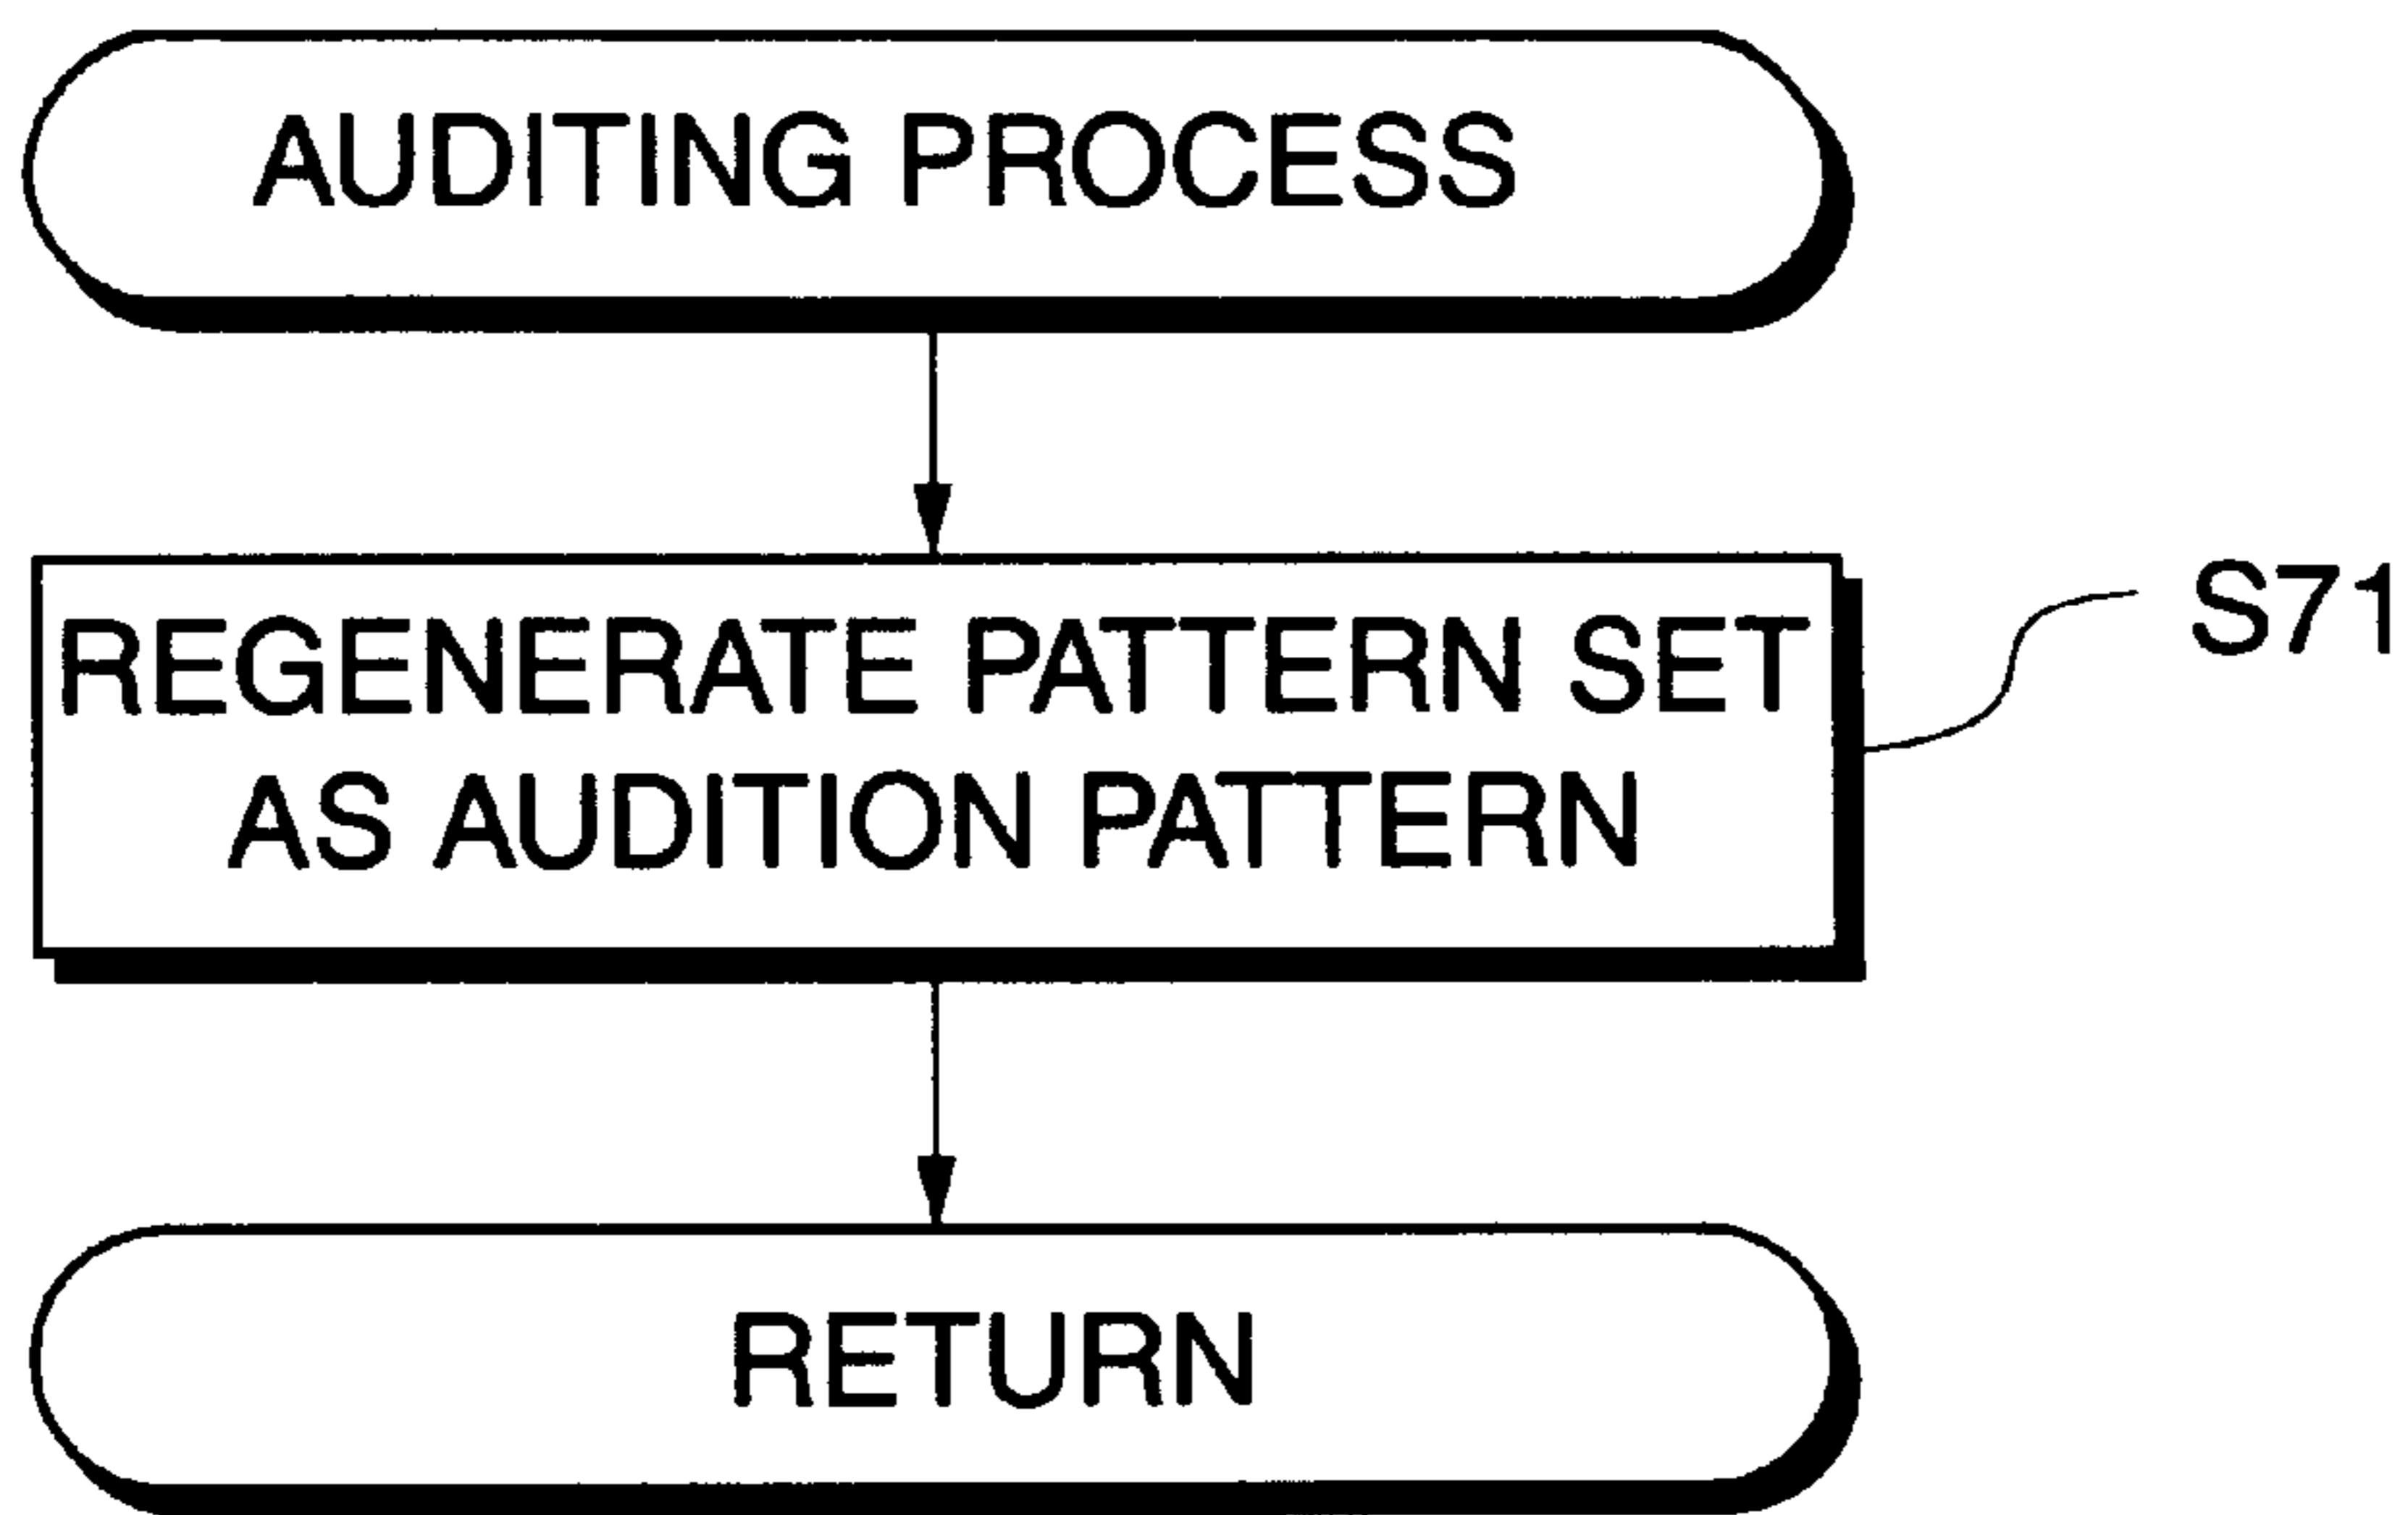 AUDITING PROCESS
REGENERATE PATTERN SET
AS AUDITION PATTERN
S71
RETURN